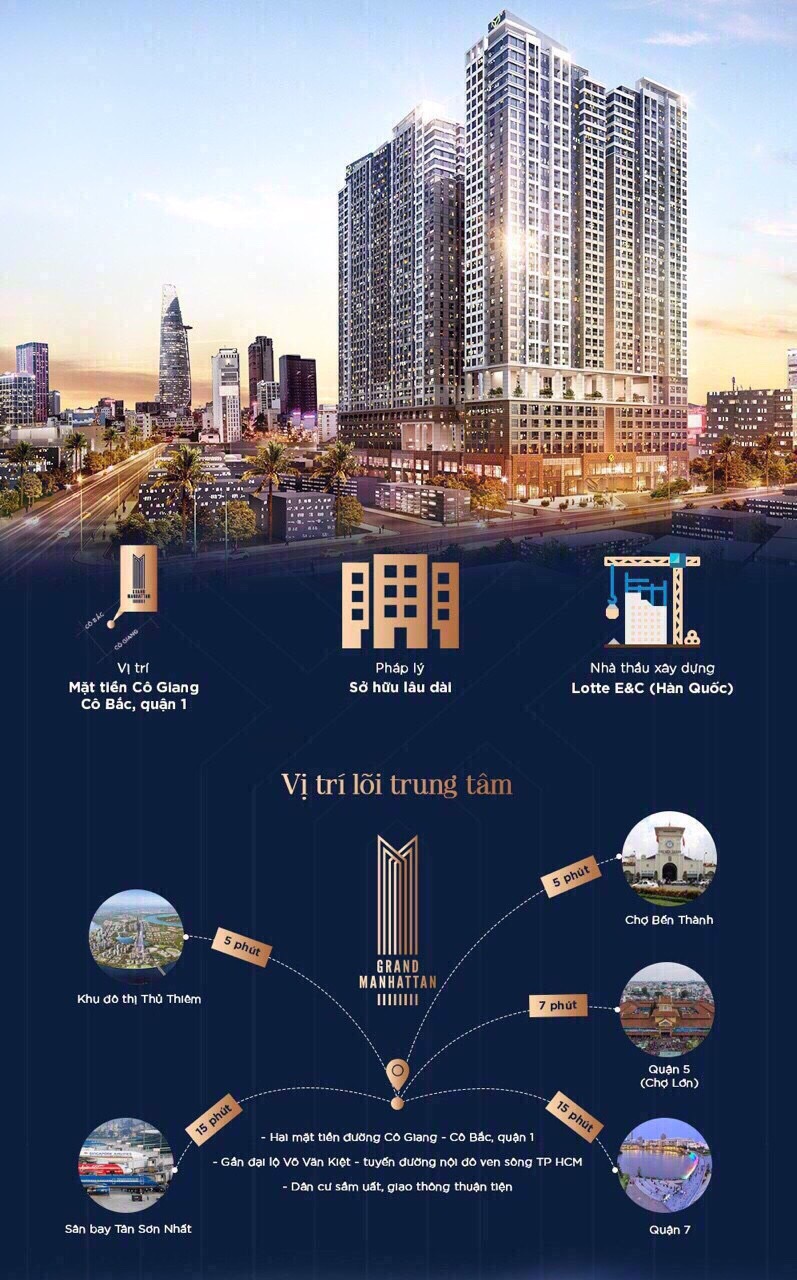 GRAND
MANHATTAN
CÔ BẮC
CÔ GIANG
Vị trí
Mặt tiền Cô Giang
Cô Bắc, quận 1
Pháp lý
Sở hữu lâu dài
Nhà thầu xây dựng
Lotte E&C (Hàn Quốc)
Vị trí lõi trung tâm
5 phút
Chợ Bến Thành
5 phút
Khu đô thị Thủ Thiêm
GRAND
MANHATTAN
7 phút
Quận 5
(Chợ Lớn)
15 phút
Sân bay Tân Sơn Nhất
15 phút
Quận 7
- Hai mặt tiền đường Cô Giang - Cô Bắc, quận 1
- Gần đại lộ Võ Văn Kiệt - tuyến đường nội đô ven sông TP HCM
- Dân cư sầm uất, giao thông thuận tiện